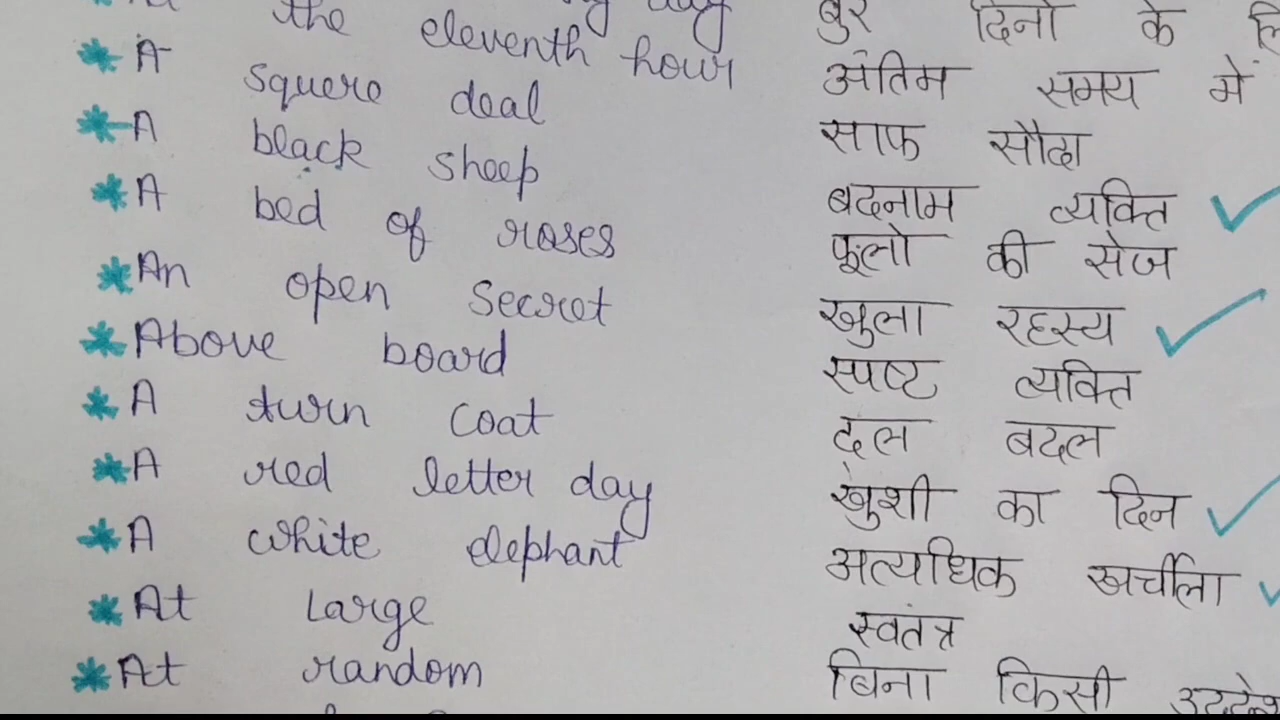 day बुरे दिनो के
the eleventh hour अंतिम समय में
A squere deal साफ सौदा
A black sheep बदनाम व्यक्ति
A bed of roses फूलो की सेज
An open secret खुला रहस्य
Above board स्पष्ट व्यक्ति
A turn coat दल बदल
A red letter day खुशी का दिन
A white elephant अत्यधिक खर्चीला
At large स्वतंत्र
At random बिना किसी